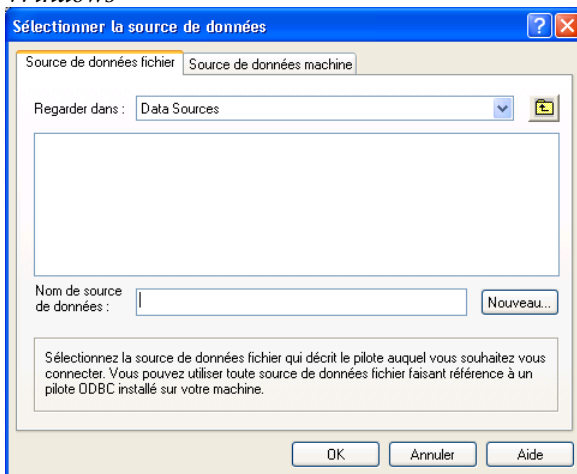 Windows
Sélectionner la source de données
Source de données fichier
Source de données machine
Regarder dans :
Data Sources
Nom de source
de données :
Nouveau...
Sélectionnez la source de données fichier qui décrit le pilote auquel vous souhaitez vous
connecter. Vous pouvez utiliser toute source de données fichier faisant référence à un
pilote ODBC installé sur votre machine.
OK
Annuler
Aide